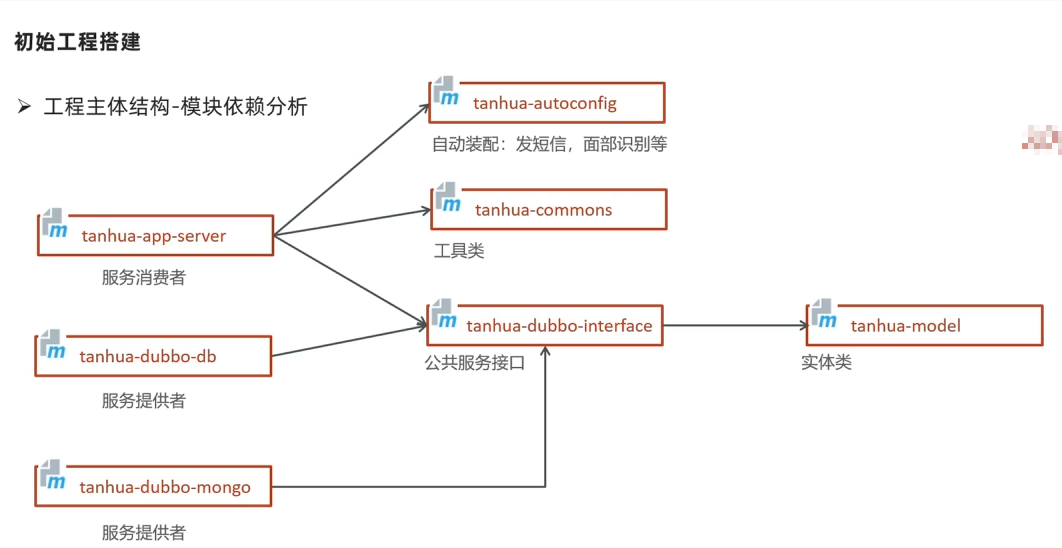 初始工程搭建
工程主体结构-模块依赖分析
m tanhua-autoconfig
自动装配：发短信，面部识别等
m tanhua-commons
工具类
m tanhua-app-server
服务消费者
m tanhua-dubbo-interface
公共服务接口
m tanhua-model
实体类
m tanhua-dubbo-db
服务提供者
m tanhua-dubbo-mongo
服务提供者